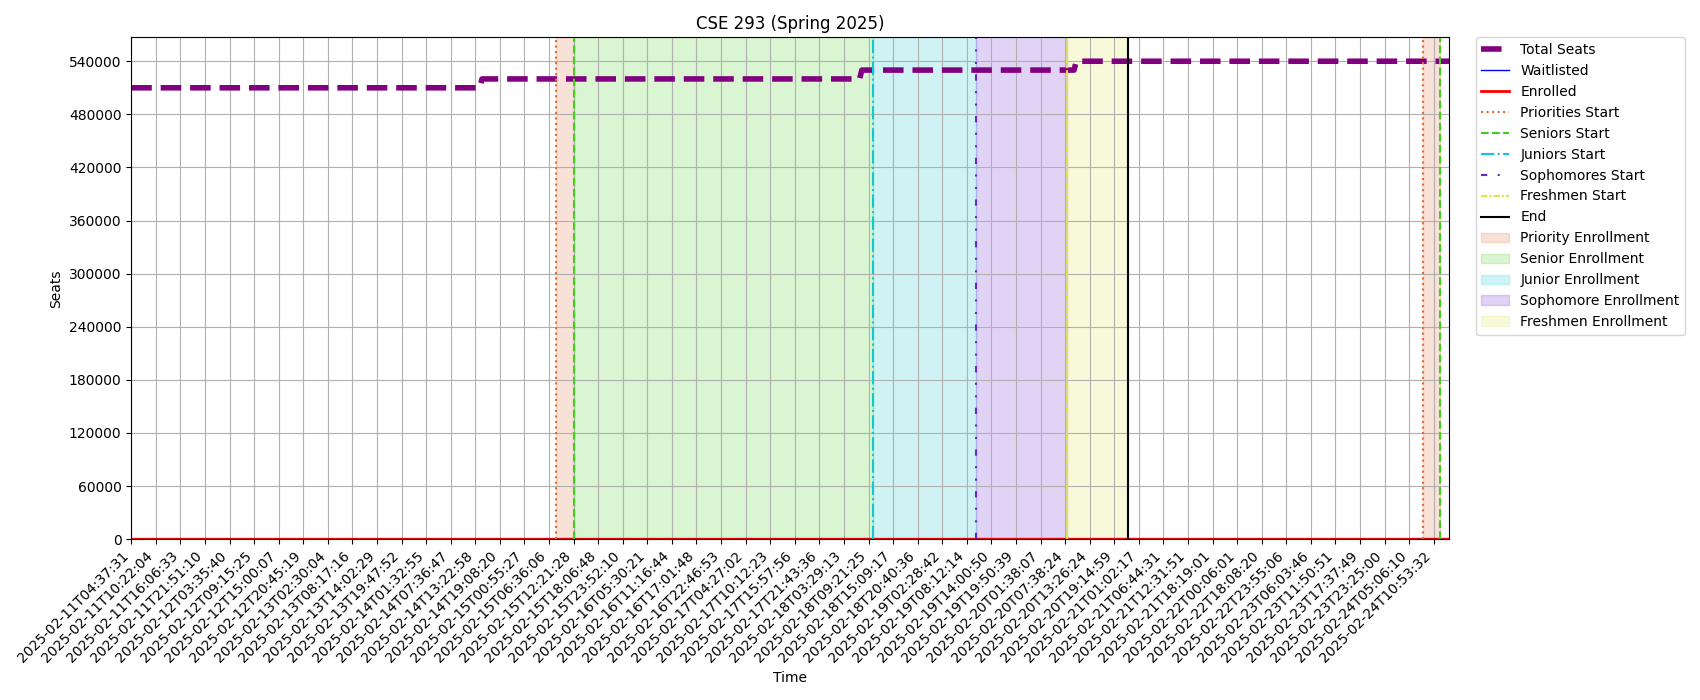 CSE 293 (Spring 2025)
Seats
540000
480000
420000
360000
300000
240000
180000
120000
60000
0
2025-02-11T04:37:31
2025-02-11T10:22:04
2025-02-11T16:06:33
2025-02-11T21:51:10
2025-02-12T03:35:40
2025-02-12T09:15:25
2025-02-12T15:00:07
2025-02-12T20:45:19
2025-02-13T02:30:04
2025-02-13T08:17:16
2025-02-13T14:02:29
2025-02-13T19:47:52
2025-02-14T01:32:55
2025-02-14T07:36:47
2025-02-14T13:22:58
2025-02-14T19:08:20
2025-02-15T00:55:27
2025-02-15T06:36:06
2025-02-15T12:21:28
2025-02-15T18:06:48
2025-02-15T23:52:10
2025-02-16T05:30:21
2025-02-16T11:16:44
2025-02-16T17:01:48
2025-02-16T22:46:53
2025-02-17T04:27:02
2025-02-17T10:12:23
2025-02-17T15:57:56
2025-02-17T21:43:36
2025-02-18T03:29:13
2025-02-18T09:21:25
2025-02-18T15:09:17
2025-02-18T20:40:36
2025-02-19T02:28:42
2025-02-19T08:12:14
2025-02-19T14:00:50
2025-02-19T19:50:39
2025-02-20T01:38:07
2025-02-20T07:38:24
2025-02-20T13:26:24
2025-02-20T19:14:59
2025-02-21T01:02:17
2025-02-21T06:44:31
2025-02-21T12:31:51
2025-02-21T18:19:01
2025-02-22T00:06:01
2025-02-22T18:08:20
2025-02-22T23:55:06
2025-02-23T06:03:46
2025-02-23T11:50:51
2025-02-23T17:37:49
2025-02-23T23:25:00
2025-02-24T05:06:10
2025-02-24T10:53:32
Time
Total Seats
Waitlisted
Enrolled
Priorities Start
Seniors Start
Juniors Start
Sophomores Start
Freshmen Start
End
Priority Enrollment
Senior Enrollment
Junior Enrollment
Sophomore Enrollment
Freshmen Enrollment